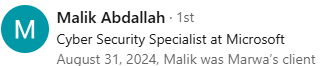 M
Malik Abdallah · 1st
Cyber Security Specialist at Microsoft
August 31, 2024, Malik was Marwa's client